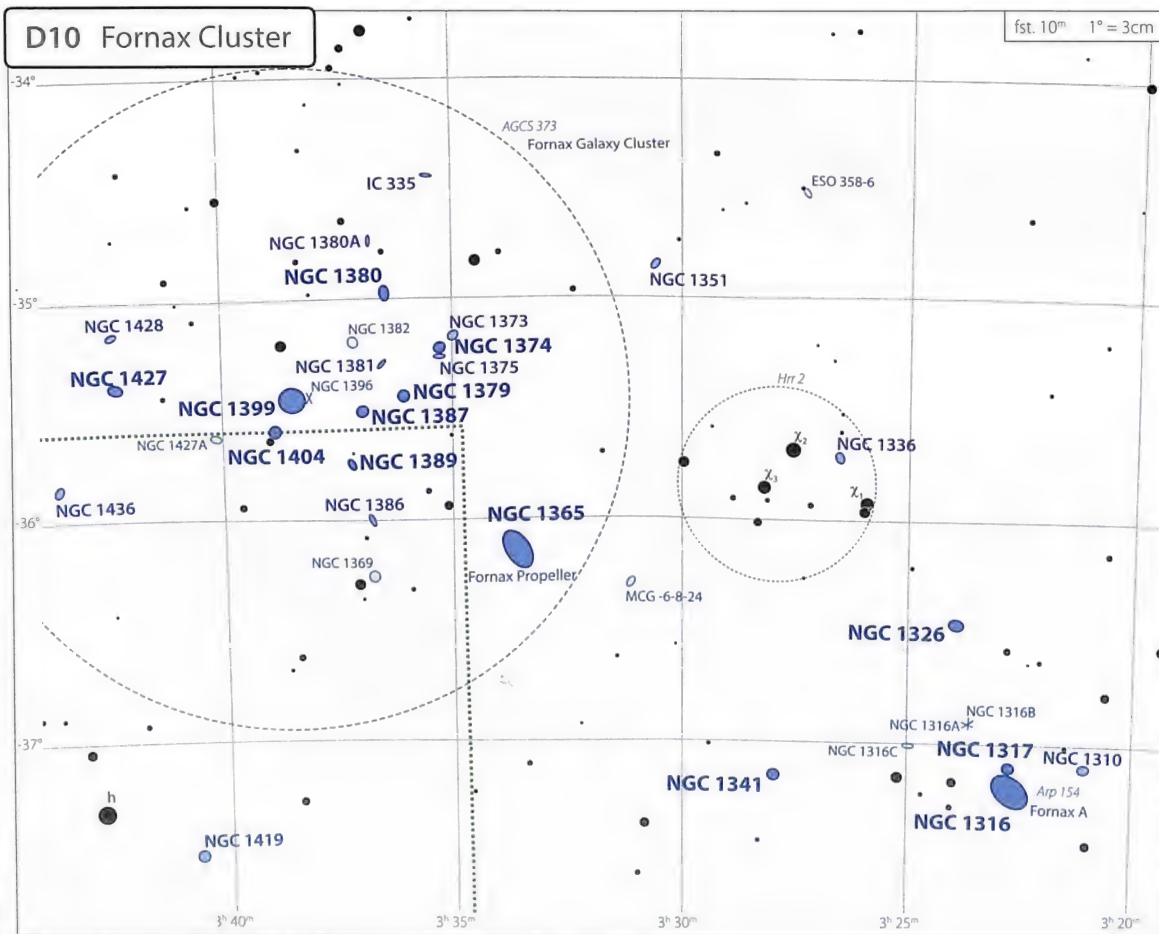 D10 Fornax Cluster
fst. 10ᵐ 1° = 3cm
-34°
AGCS 373
Fornax Galaxy Cluster
IC 335
ESO 358-6
NGC 1380A
NGC 1380
NGC 1351
-35°
NGC 1428
NGC 1382
NGC 1373
NGC 1374
NGC 1381
NGC 1375
NGC 1427
NGC 1396
NGC 1379
Hrr 2
NGC 1399
NGC 1387
χ₂
NGC 1336
NGC 1427A
NGC 1404
NGC 1389
χ₃
χ₁
NGC 1436
NGC 1386
NGC 1365
-36°
NGC 1369
Fornax Propeller
MCG -6-8-24
NGC 1326
NGC 1316B
NGC 1316A
-37°
NGC 1316C
NGC 1317
NGC 1310
NGC 1341
Arp 154
h
Fornax A
NGC 1316
NGC 1419
3ʰ 40ᵐ
3ʰ 35ᵐ
3ʰ 30ᵐ
3ʰ 25ᵐ
3ʰ 20ᵐ